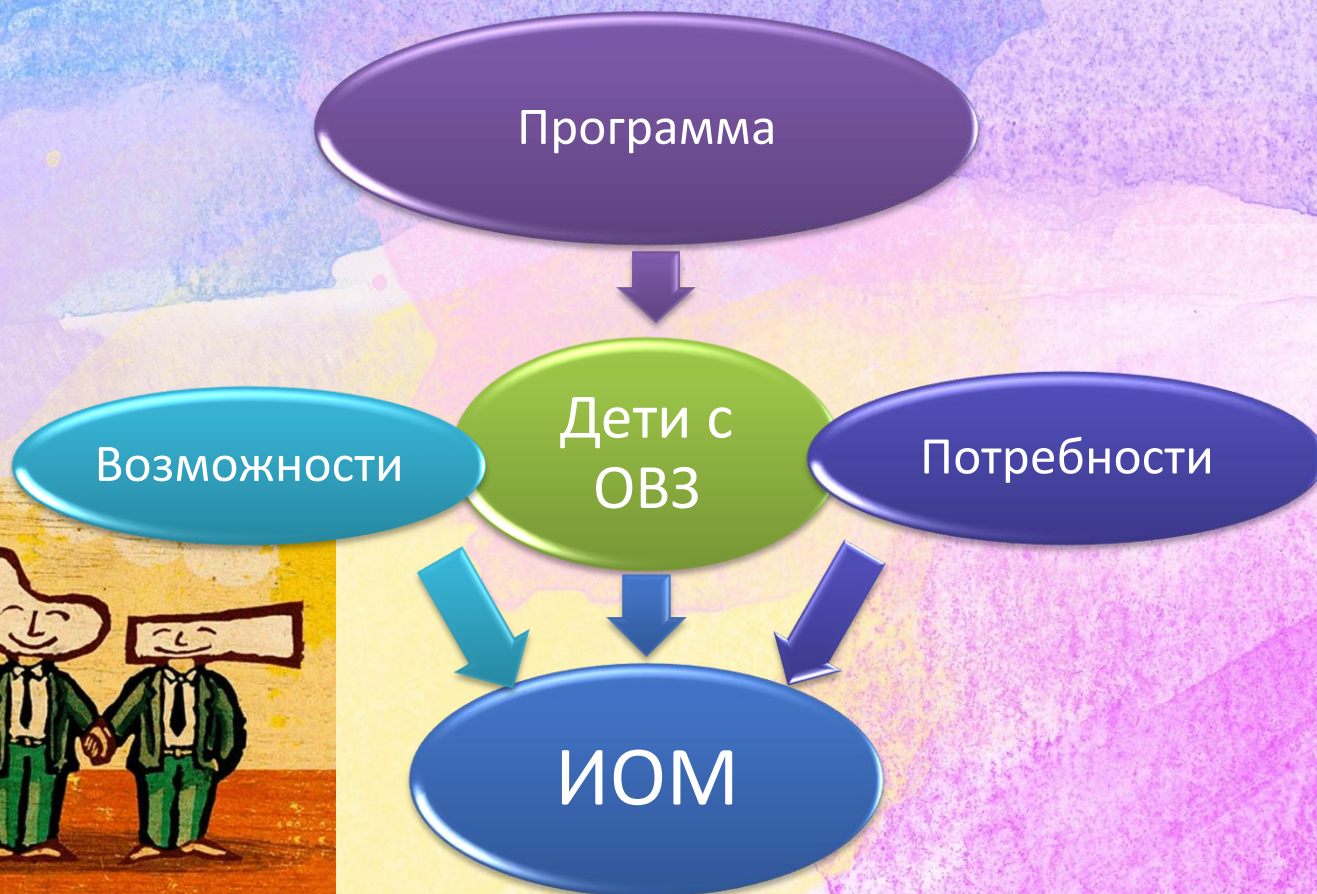 Программа
Возможности
Дети с
ОВЗ
Потребности
ИОМ